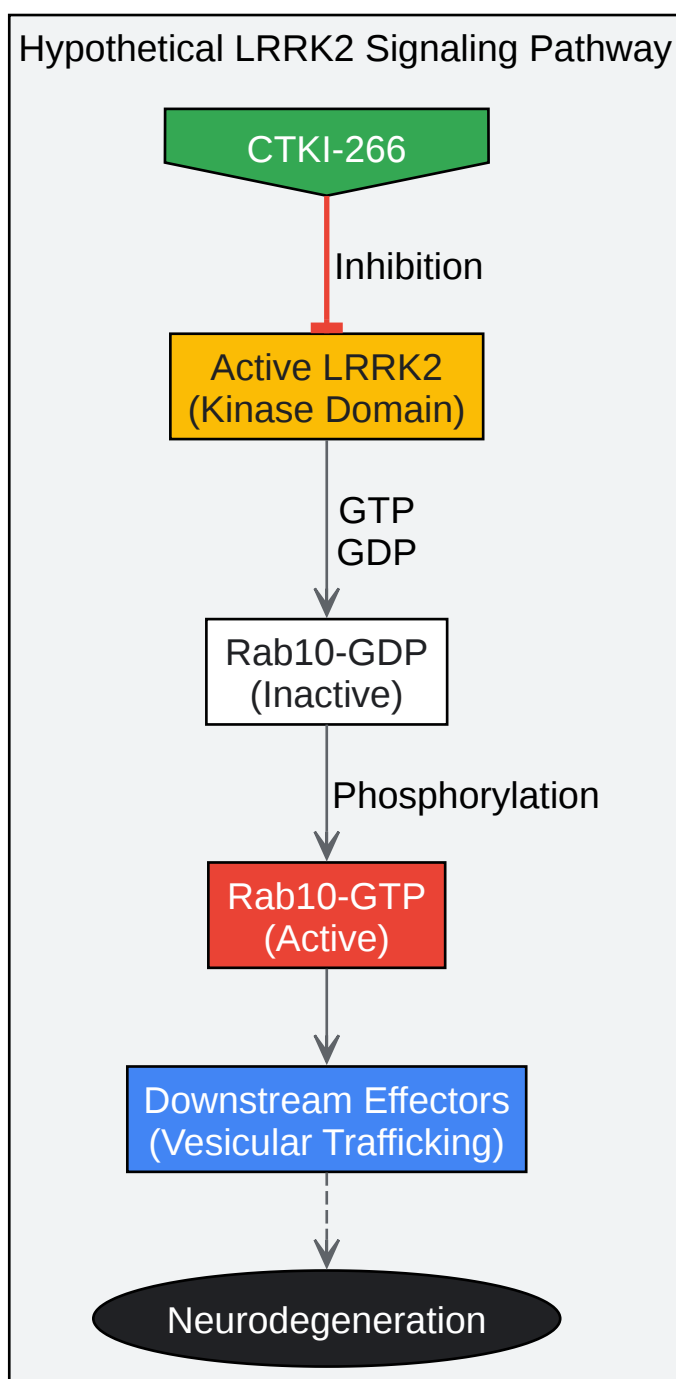 Hypothetical LRRK2 Signaling Pathway
CTKI-266
Inhibition
Active LRRK2
(Kinase Domain)
GTP
GDP
Rab10-GDP
(Inactive)
Phosphorylation
Rab10-GTP
(Active)
Downstream Effectors
(Vesicular Trafficking)
Neurodegeneration